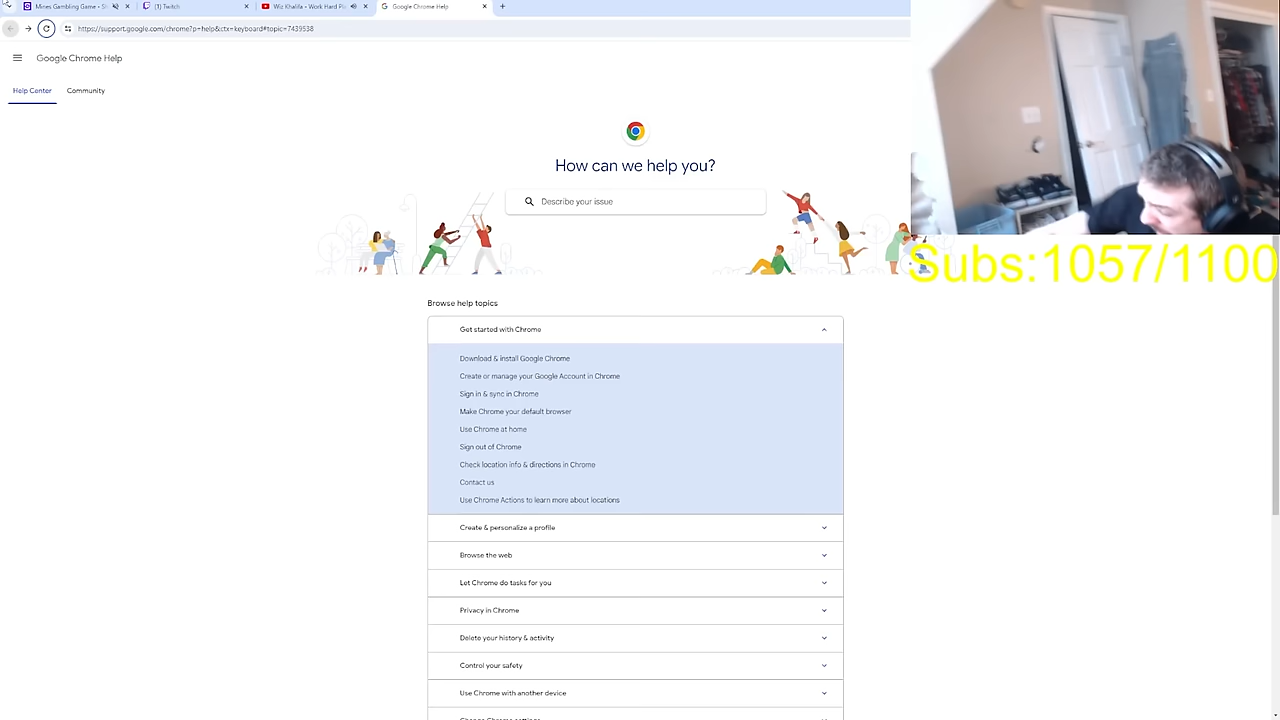 Mines Gambling Game • St
(1) Twitch
Wiz Khalifa - Work Hard Pl
Google Chrome Help
https://support.google.com/chrome?p=help&ctx=keyboard#topic=7439538
Google Chrome Help
Help Center
Community
How can we help you?
Describe your issue
Subs:1057/1100
Browse help topics
Get started with Chrome
Download & install Google Chrome
Create or manage your Google Account in Chrome
Sign in & sync in Chrome
Make Chrome your default browser
Use Chrome at home
Sign out of Chrome
Check location info & directions in Chrome
Contact us
Use Chrome Actions to learn more about locations
Create & personalize a profile
Browse the web
Let Chrome do tasks for you
Privacy in Chrome
Delete your history & activity
Control your safety
Use Chrome with another device
Change Chrome settings